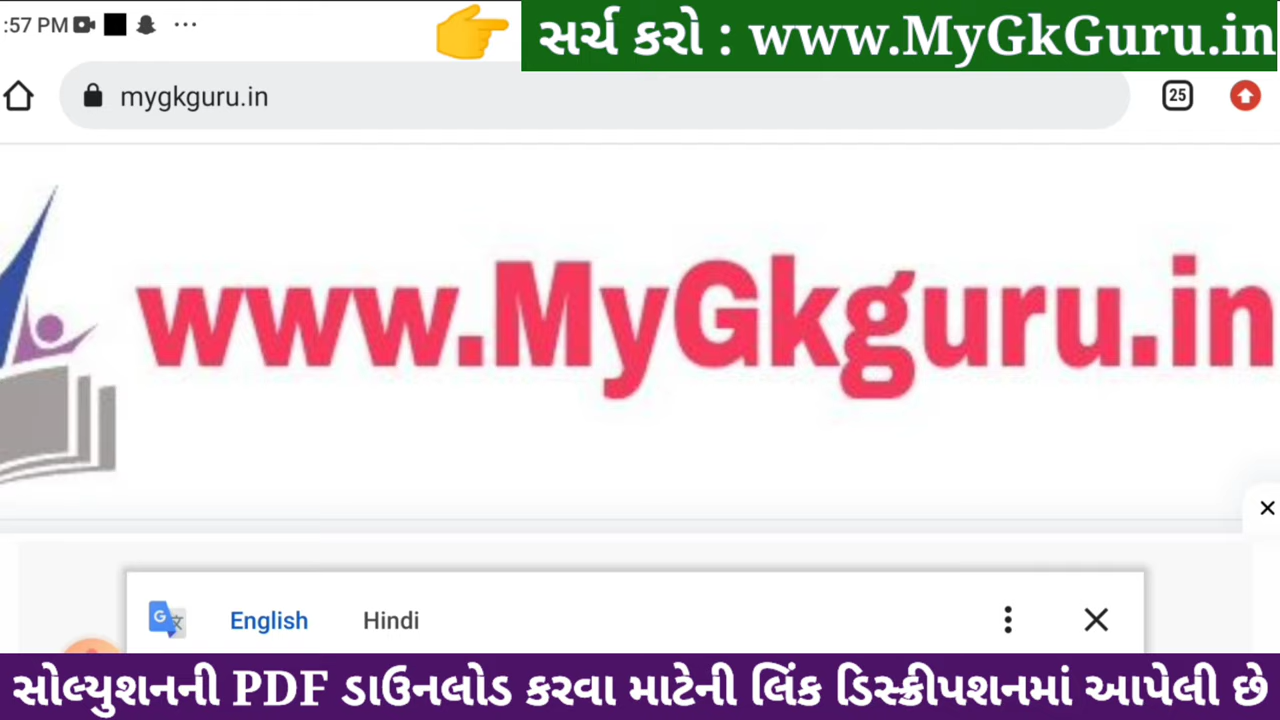 :57 PM
સર્ચ કરો : www.MyGkGuru.in
mygkguru.in
25
www.MyGkguru.in
English Hindi
સોલ્યુશનની PDF ડાઉનલોડ કરવા માટેની લિંક ડિસ્ક્રીપશનમાં આપેલી છે